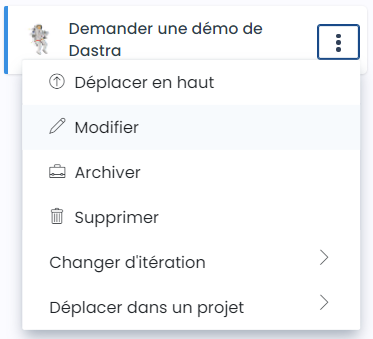 Demander une démo de
Dastra
Déplacer en haut
Modifier
Archiver
Supprimer
Changer d'itération
Déplacer dans un projet